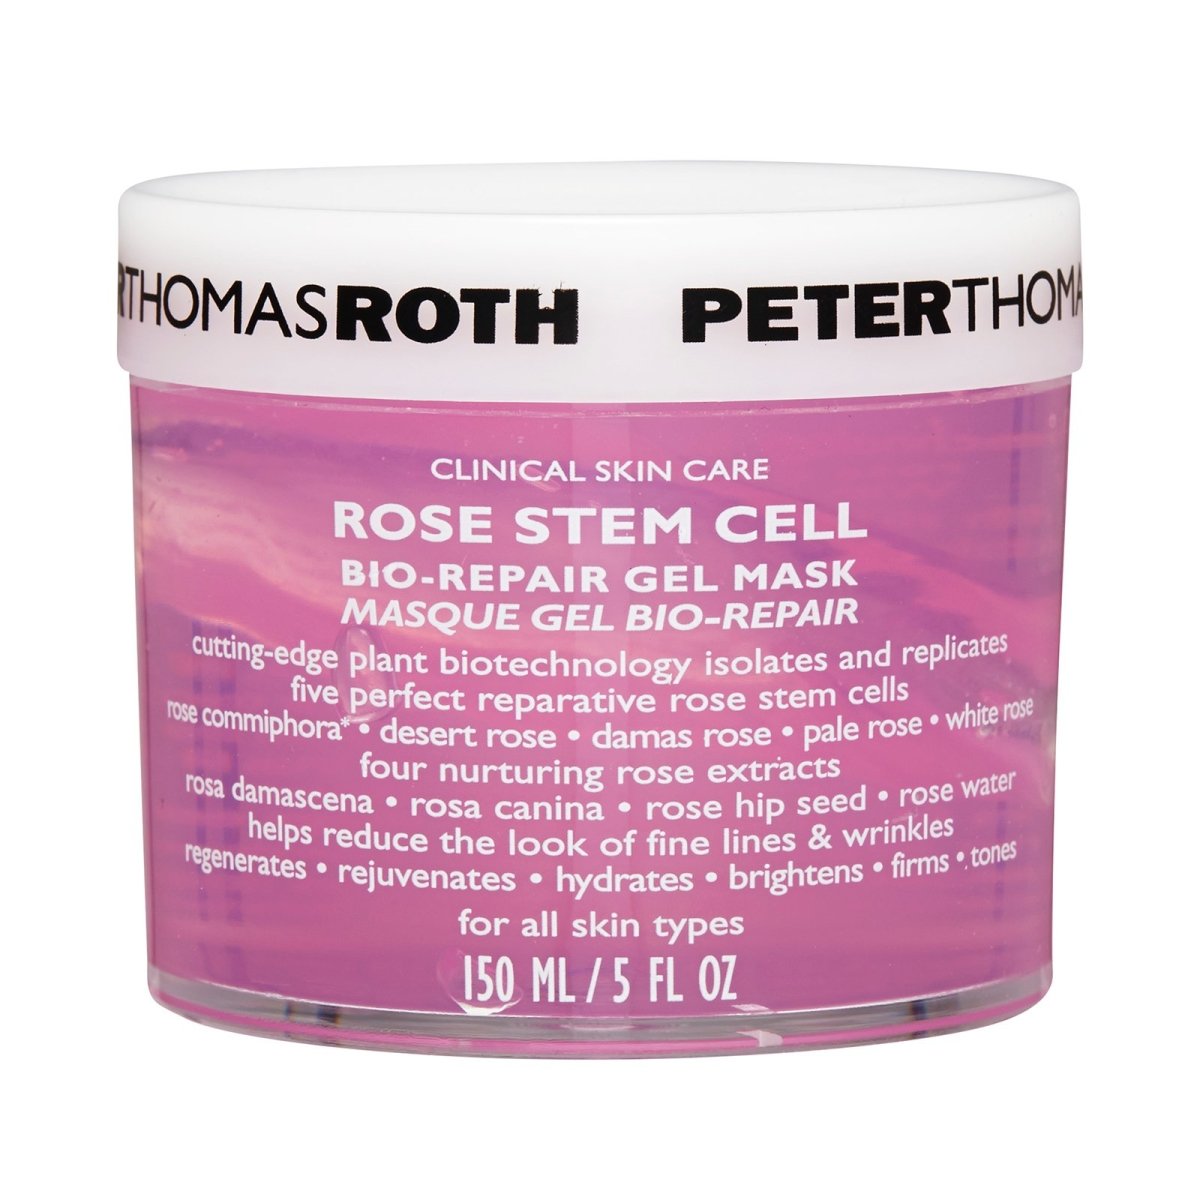 RTHOMASROTH PETERTHOMA
CLINICAL SKIN CARE
ROSE STEM CELL
BIO-REPAIR GEL MASK
MASQUE GEL BIO-REPAIR
cutting-edge plant biotechnology isolates and replicates
five perfect reparative rose stem cells
rose commiphora* • desert rose • damas rose • pale rose • white rose
four nurturing rose extracts
rosa damascena • rosa canina • rose hip seed • rose water
helps reduce the look of fine lines & wrinkles
regenerates • rejuvenates • hydrates • brightens • firms • tones
for all skin types
150 ML / 5 FL OZ